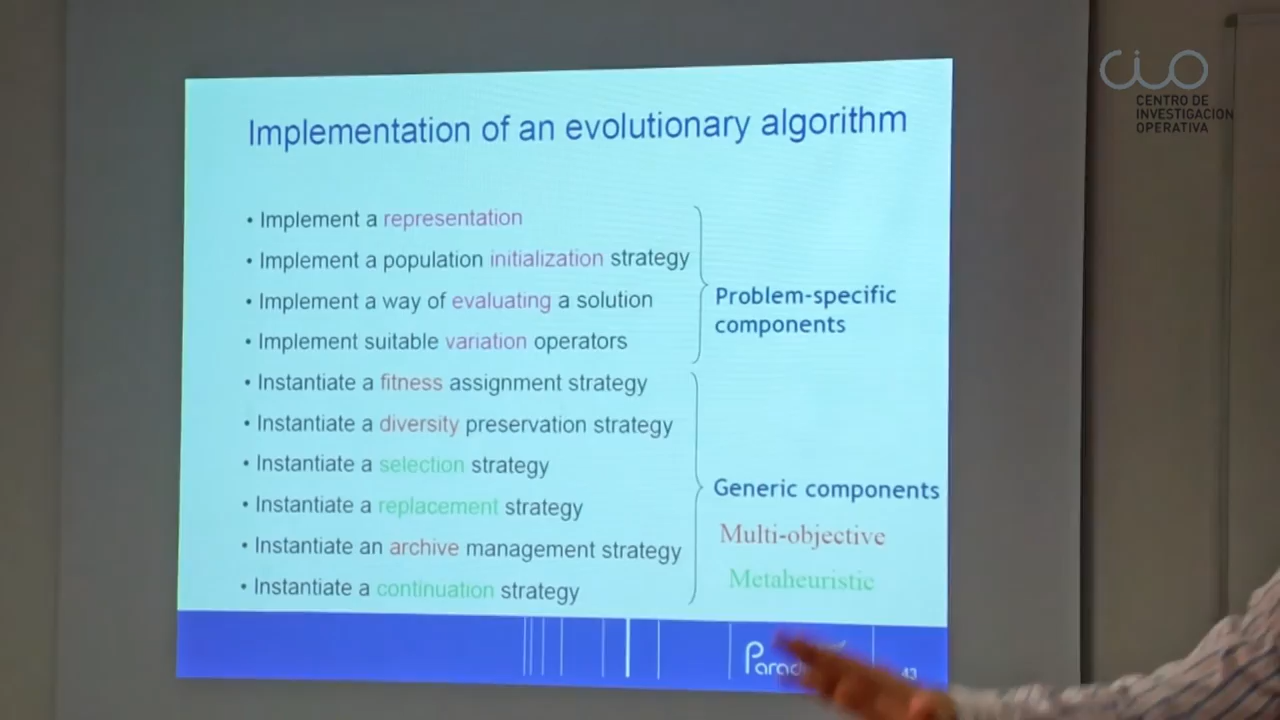 CIO
CENTRO DE
INVESTIGACION
OPERATIVA
Implementation of an evolutionary algorithm
• Implement a representation
• Implement a population initialization strategy
• Implement a way of evaluating a solution
• Implement suitable variation operators
Problem-specific
components
• Instantiate a fitness assignment strategy
• Instantiate a diversity preservation strategy
• Instantiate a selection strategy
• Instantiate a replacement strategy
• Instantiate an archive management strategy
• Instantiate a continuation strategy
Generic components
Multi-objective
Metaheuristic
43